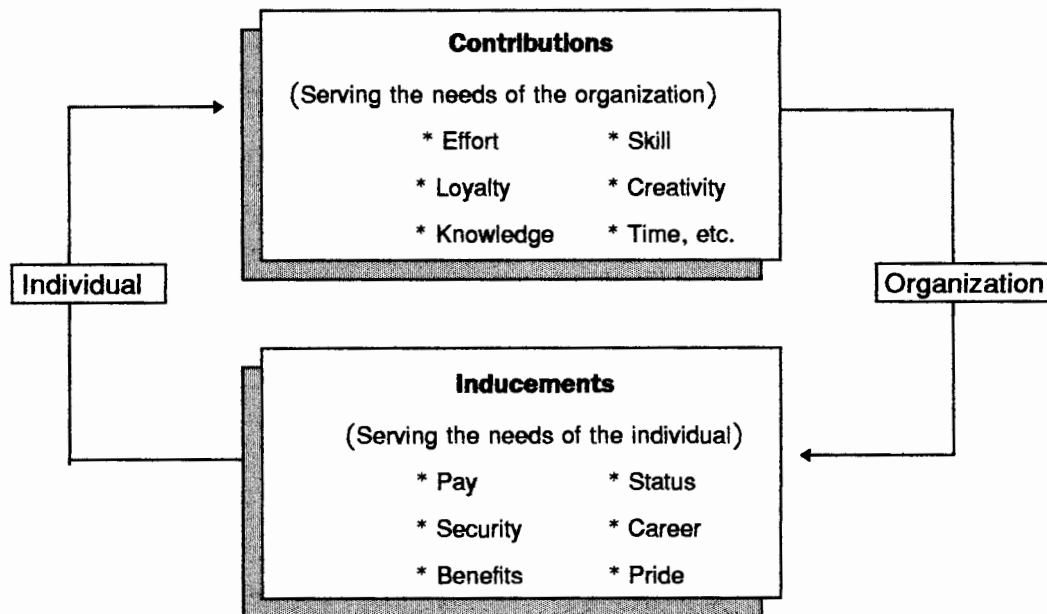 Contributions
(Serving the needs of the organization)
* Effort * Skill
* Loyalty * Creativity
* Knowledge * Time, etc.
Individual
Organization
Inducements
(Serving the needs of the individual)
* Pay * Status
* Security * Career
* Benefits * Pride